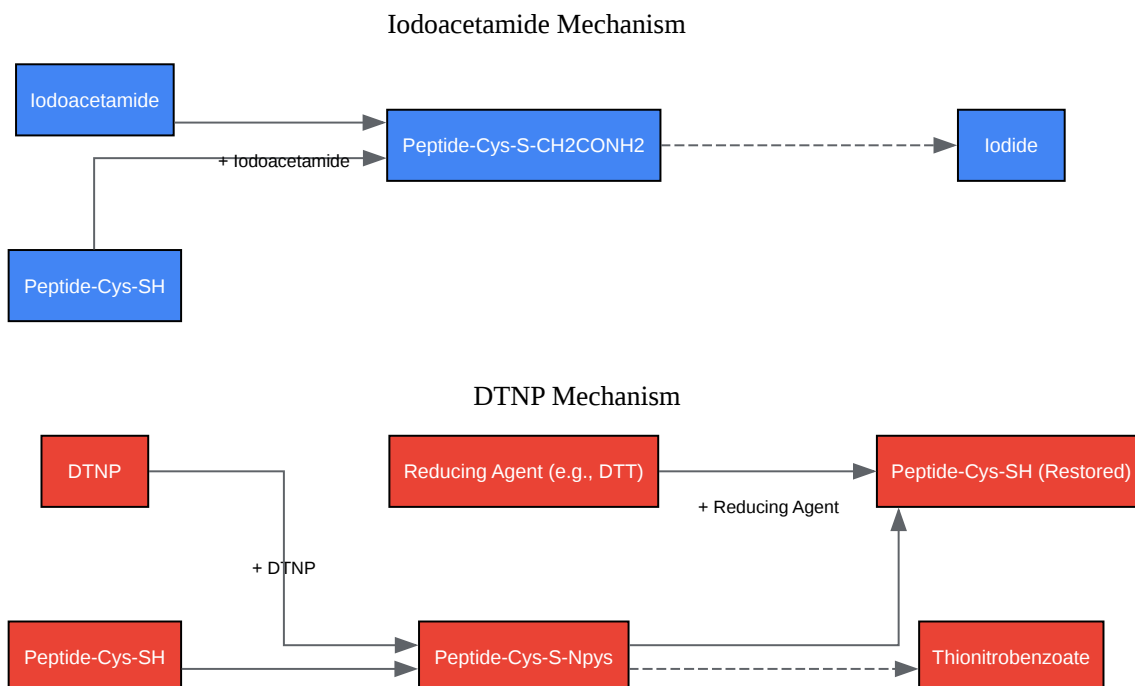 Iodoacetamide Mechanism
Iodoacetamide
Peptide-Cys-S-CH2CONH2
Iodide
+ Iodoacetamide
Peptide-Cys-SH
DTNP Mechanism
DTNP
Reducing Agent (e.g., DTT)
Peptide-Cys-SH (Restored)
+ Reducing Agent
+ DTNP
Peptide-Cys-SH
Peptide-Cys-S-Npys
Thionitrobenzoate